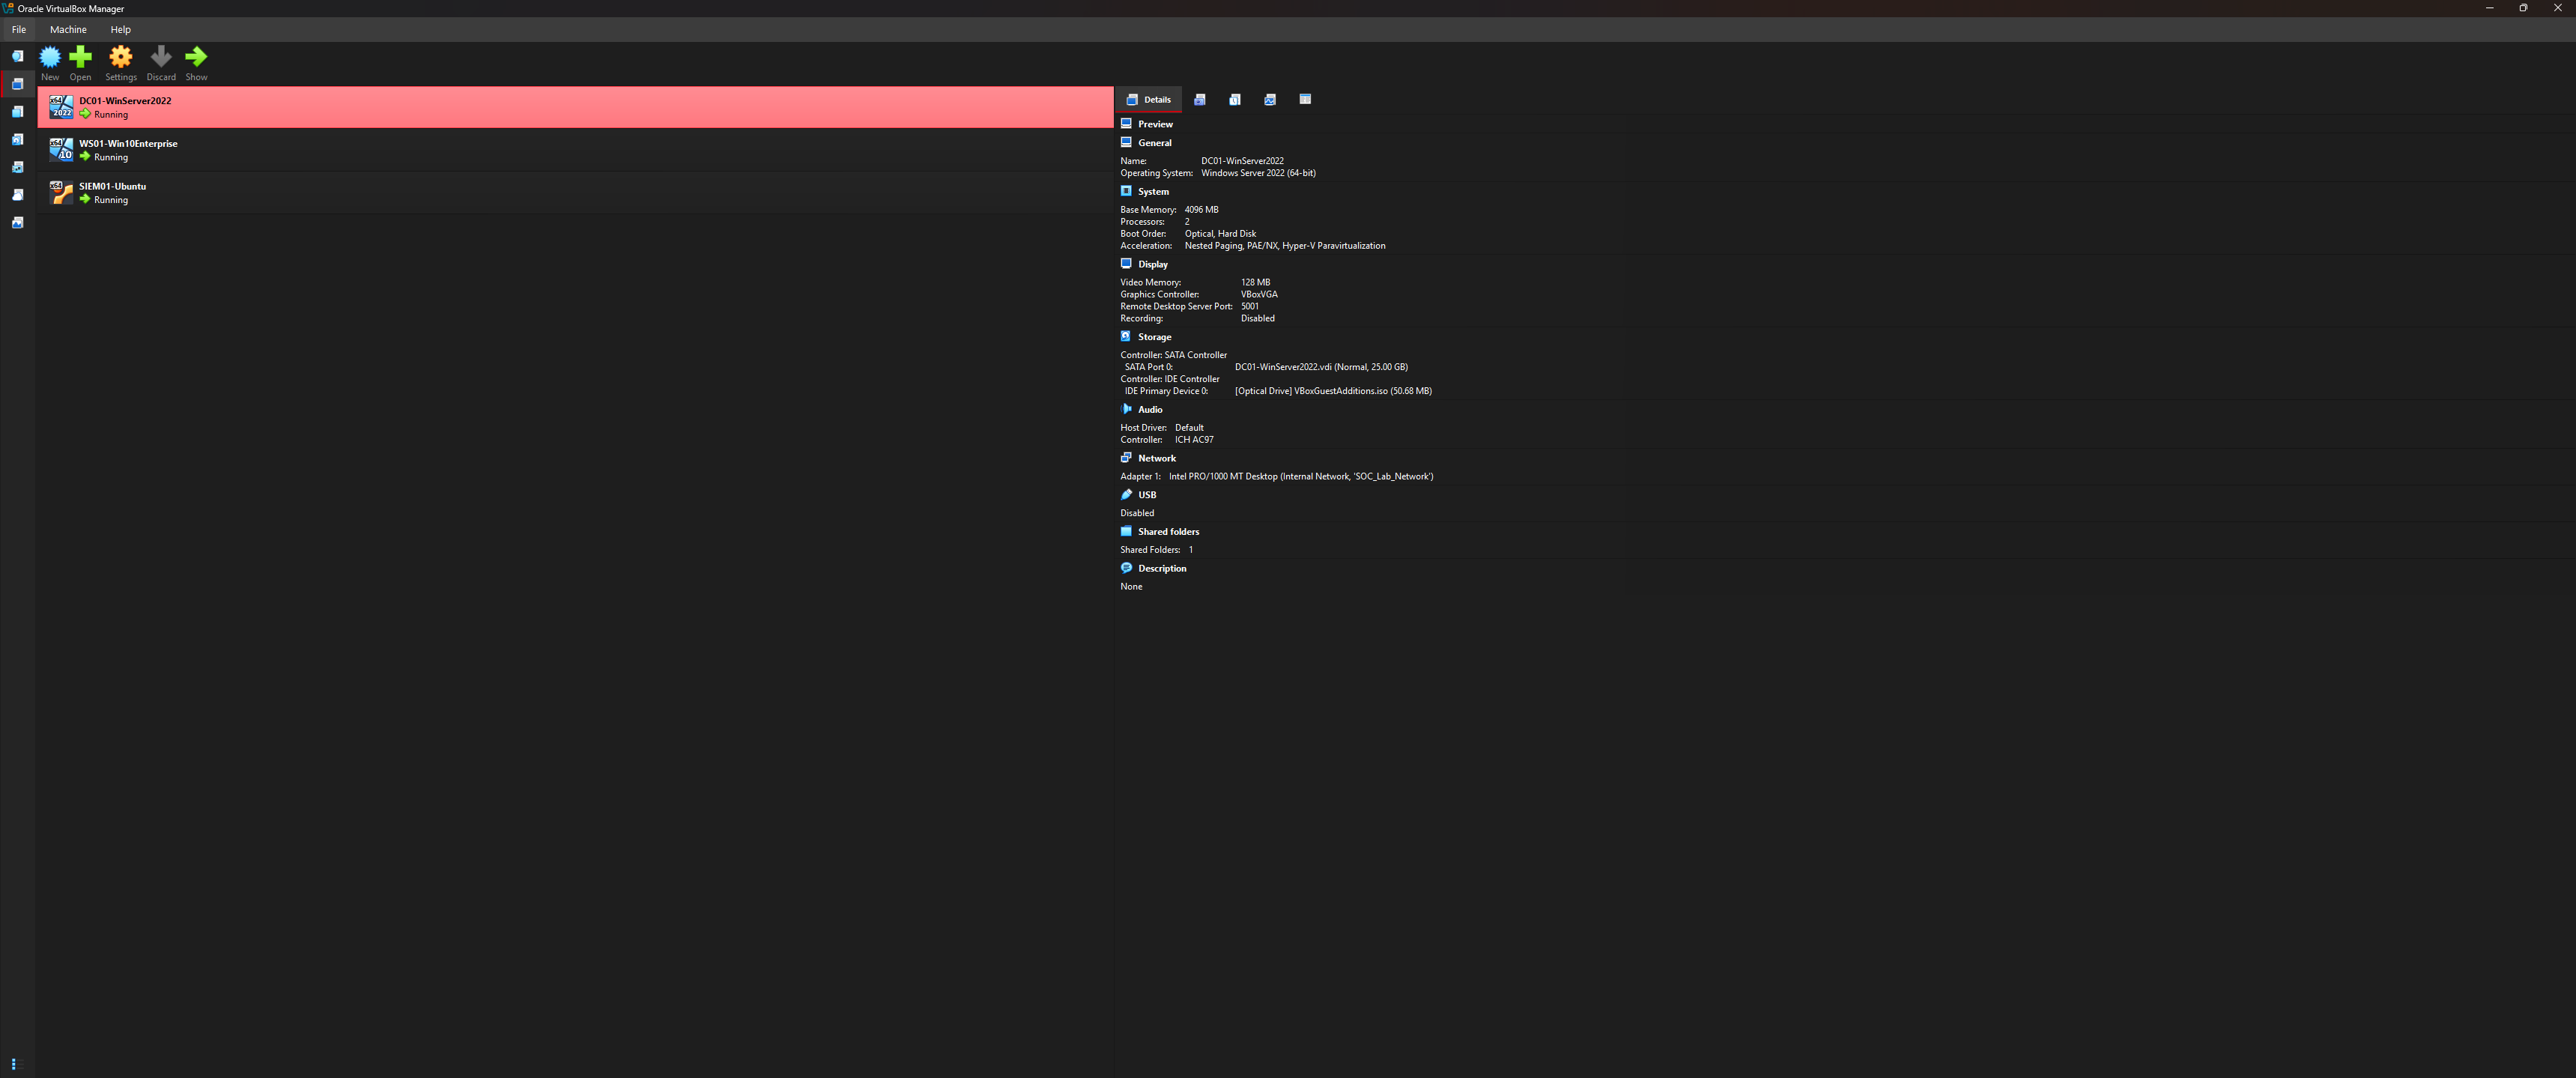 Oracle VirtualBox Manager
File Machine Help
New Open Settings Discard Show
DC01-WinServer2022
Running
WS01-Win10Enterprise
Running
SIEM01-Ubuntu
Running
x64
2022
x64
10
x64
Details
Preview
General
Name: DC01-WinServer2022
Operating System: Windows Server 2022 (64-bit)
System
Base Memory: 4096 MB
Processors: 2
Boot Order: Optical, Hard Disk
Acceleration: Nested Paging, PAE/NX, Hyper-V Paravirtualization
Display
Video Memory: 128 MB
Graphics Controller: VBoxVGA
Remote Desktop Server Port: 5001
Recording: Disabled
Storage
Controller: SATA Controller
SATA Port 0: DC01-WinServer2022.vdi (Normal, 25.00 GB)
Controller: IDE Controller
IDE Primary Device 0: [Optical Drive] VBoxGuestAdditions.iso (50.68 MB)
Audio
Host Driver: Default
Controller: ICH AC97
Network
Adapter 1: Intel PRO/1000 MT Desktop (Internal Network, 'SOC_Lab_Network')
USB
Disabled
Shared folders
Shared Folders: 1
Description
None